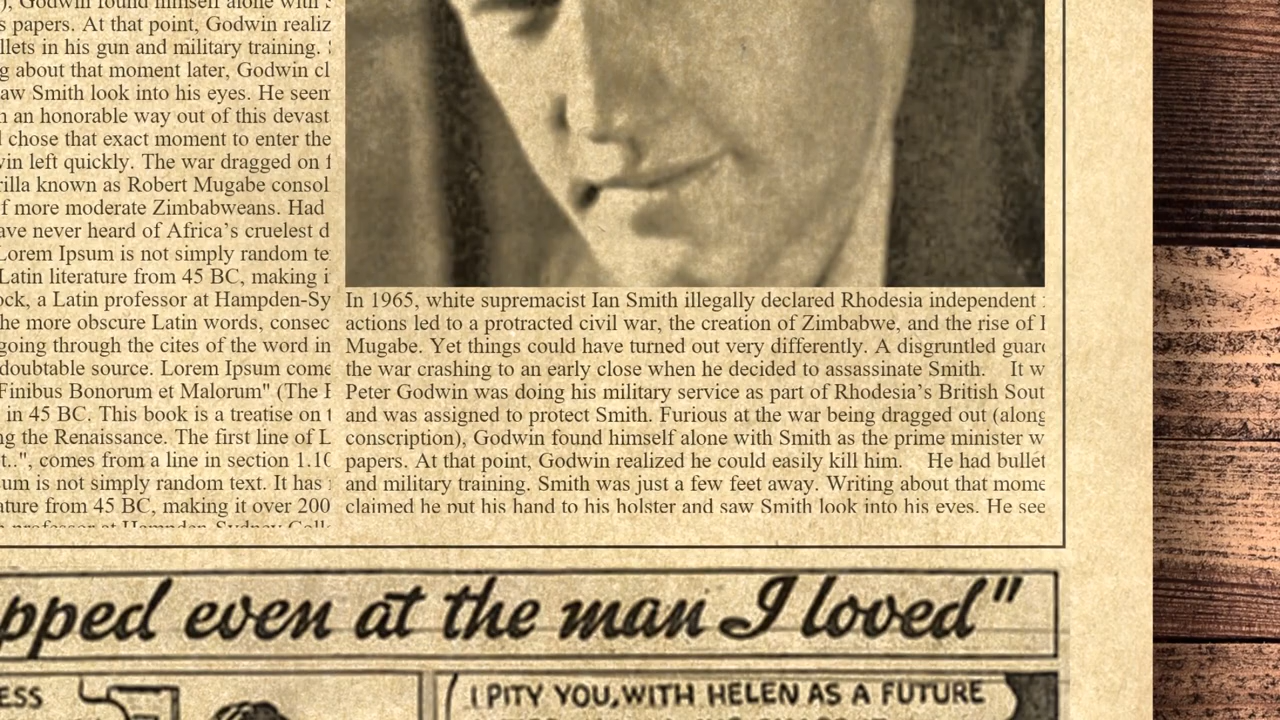 ), Godwin found himself alone with
s papers. At that point, Godwin realiz
llets in his gun and military training.
g about that moment later, Godwin cl
aw Smith look into his eyes. He seem
n an honorable way out of this devast
d chose that exact moment to enter the
win left quickly. The war dragged on f
rilla known as Robert Mugabe consol
f more moderate Zimbabweans. Had
ave never heard of Africa's cruelest d
Lorem Ipsum is not simply random te
Latin literature from 45 BC, making i
ock, a Latin professor at Hampden-Sy
he more obscure Latin words, consec
going through the cites of the word in
doubtable source. Lorem Ipsum come
Finibus Bonorum et Malorum" (The E
in 45 BC. This book is a treatise on t
ng the Renaissance. The first line of L
t..", comes from a line in section 1.10
um is not simply random text. It has
ature from 45 BC, making it over 200
professor at Hampden-Sydney Coll
In 1965, white supremacist Ian Smith illegally declared Rhodesia independent
actions led to a protracted civil war, the creation of Zimbabwe, and the rise of
Mugabe. Yet things could have turned out very differently. A disgruntled guard
the war crashing to an early close when he decided to assassinate Smith. It w
Peter Godwin was doing his military service as part of Rhodesia's British Sout
and was assigned to protect Smith. Furious at the war being dragged out (along
conscription), Godwin found himself alone with Smith as the prime minister w
papers. At that point, Godwin realized he could easily kill him. He had bullet
and military training. Smith was just a few feet away. Writing about that mome
claimed he put his hand to his holster and saw Smith look into his eyes. He see
pped even at the man I loved"
ESS
I PITY YOU, WITH HELEN AS A FUTURE